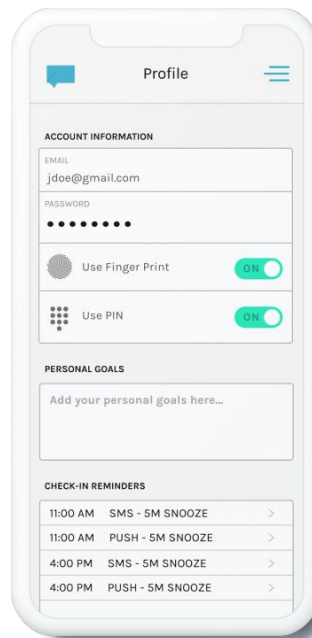 Profile
ACCOUNT INFORMATION
EMAIL
jdoe@gmail.com
PASSWORD
••••••••
Use Finger Print ON
Use PIN ON
PERSONAL GOALS
Add your personal goals here...
CHECK-IN REMINDERS
11:00 AM SMS - 5M SNOOZE >
11:00 AM PUSH - 5M SNOOZE >
4:00 PM SMS - 5M SNOOZE >
4:00 PM PUSH - 5M SNOOZE >